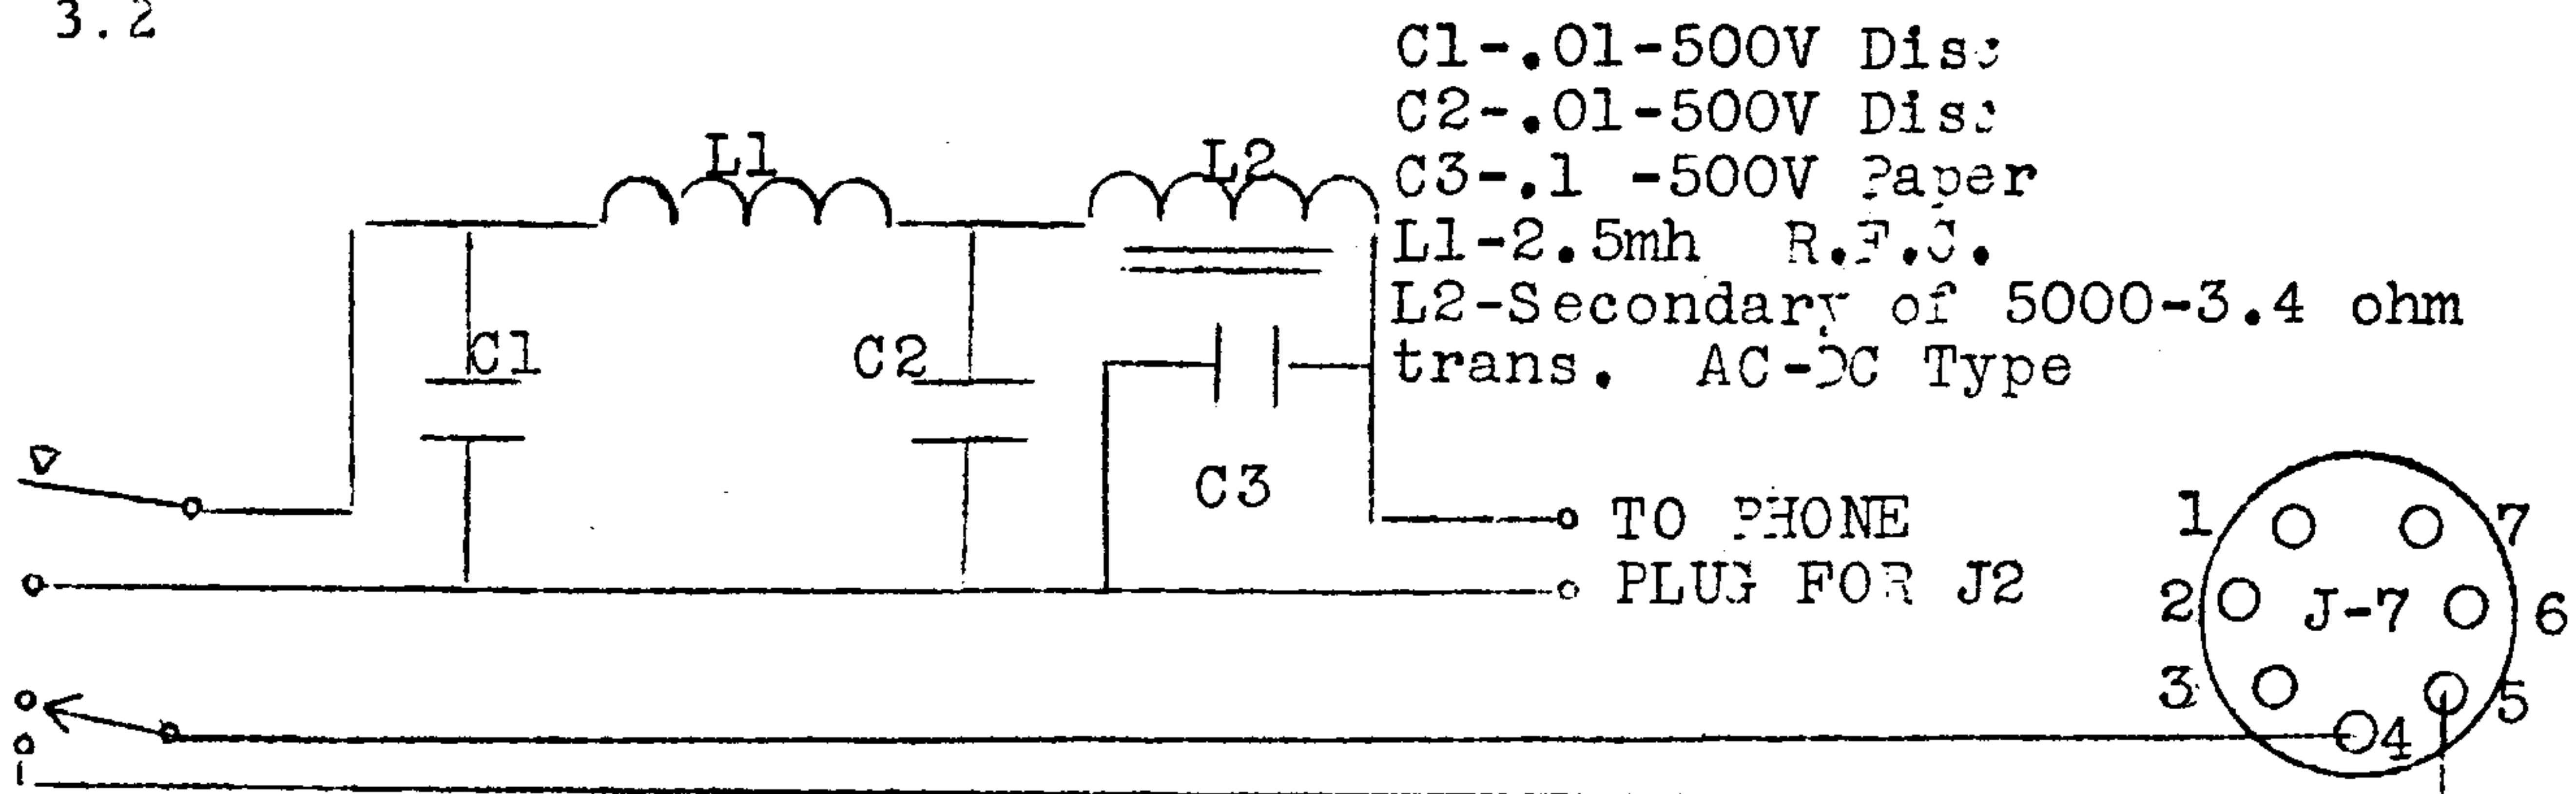 3.2
C1-.01-500V Disc
C2-.01-500V Disc
C3-.1 -500V Paper
L1-2.5mh R.F.C.
L2-Secondary of 5000-3.4 ohm
trans. AC-DC Type
L1
L2
C1
C2
C3
TO PHONE
PLUG FOR J2
1
7
2
J-7
6
3
5
4